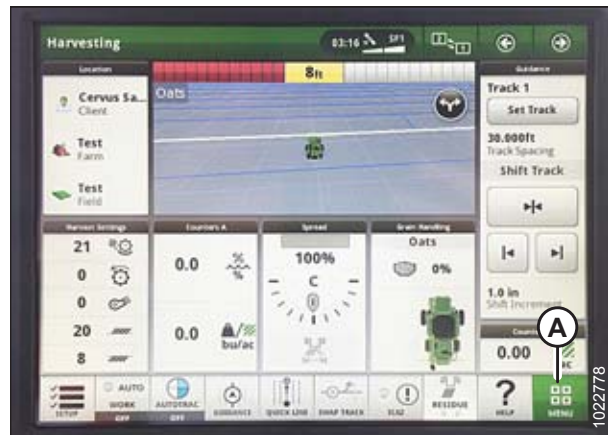 Harvesting
03:16
SF1
2
1
Location
8ft
Guidance
Cervus Sa...
Client
Oats
Track 1
Set Track
Test
Farm
30.000ft
Track Spacing
Shift Track
Test
Field
Harvest Settings
Counters A
Spread
Grain Handling
21
0
0
20
8
0.0
%
%
0.0
bu/ac
100%
C
Oats
0%
1.0 in
Shift Increment
A
0.00
ac
SETUP
AUTO
WORK
OFF
AUTOTRAC
OFF
GUIDANCE
QUICK LINE
SWAP TRACK
RESIDUE
?
HELP
MENU
1022778